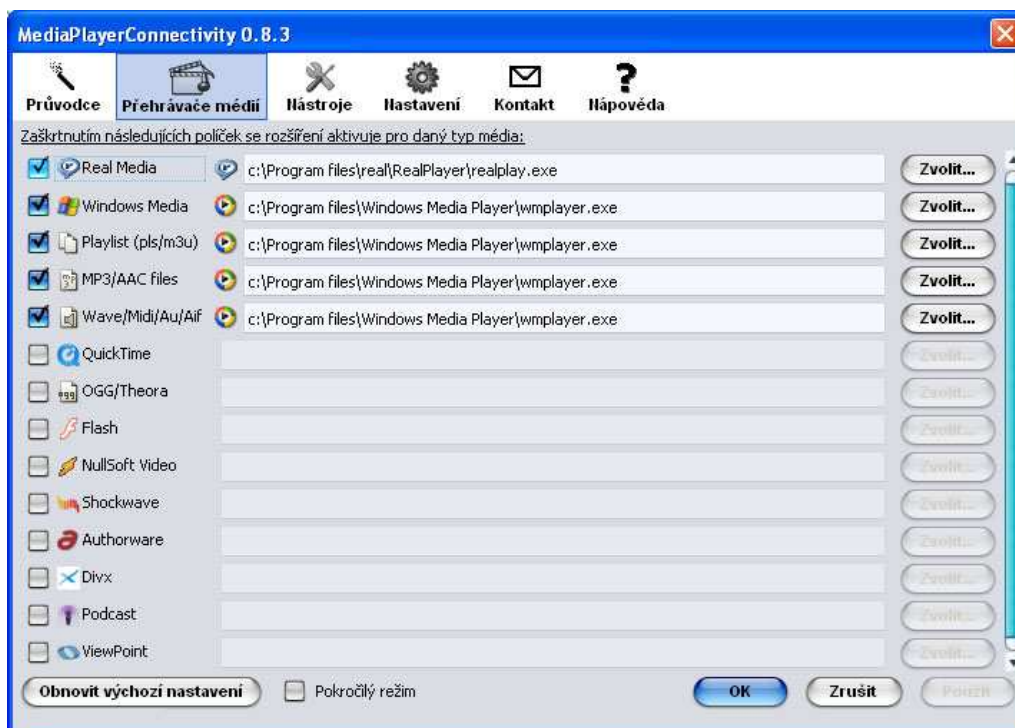 MediaPlayerConnectivity 0.8.3
Průvodce Přehrávače médií Nástroje Nastavení Kontakt Nápověda
Zaškrtnutím následujících políček se rozšíření aktivuje pro daný typ média:
Real Media c:\Program files\real\RealPlayer\realplay.exe Zvolit...
Windows Media c:\Program files\Windows Media Player\wmplayer.exe Zvolit...
Playlist (pls/m3u) c:\Program files\Windows Media Player\wmplayer.exe Zvolit...
MP3/AAC files c:\Program files\Windows Media Player\wmplayer.exe Zvolit...
Wave/Midi/Au/Aif c:\Program files\Windows Media Player\wmplayer.exe Zvolit...
QuickTime Zvolit...
OGG/Theora Zvolit...
Flash Zvolit...
NullSoft Video Zvolit...
Shockwave Zvolit...
Authorware Zvolit...
Divx Zvolit...
Podcast Zvolit...
ViewPoint Zvolit...
Obnovit výchozí nastavení Pokročilý režim OK Zrušit Použít